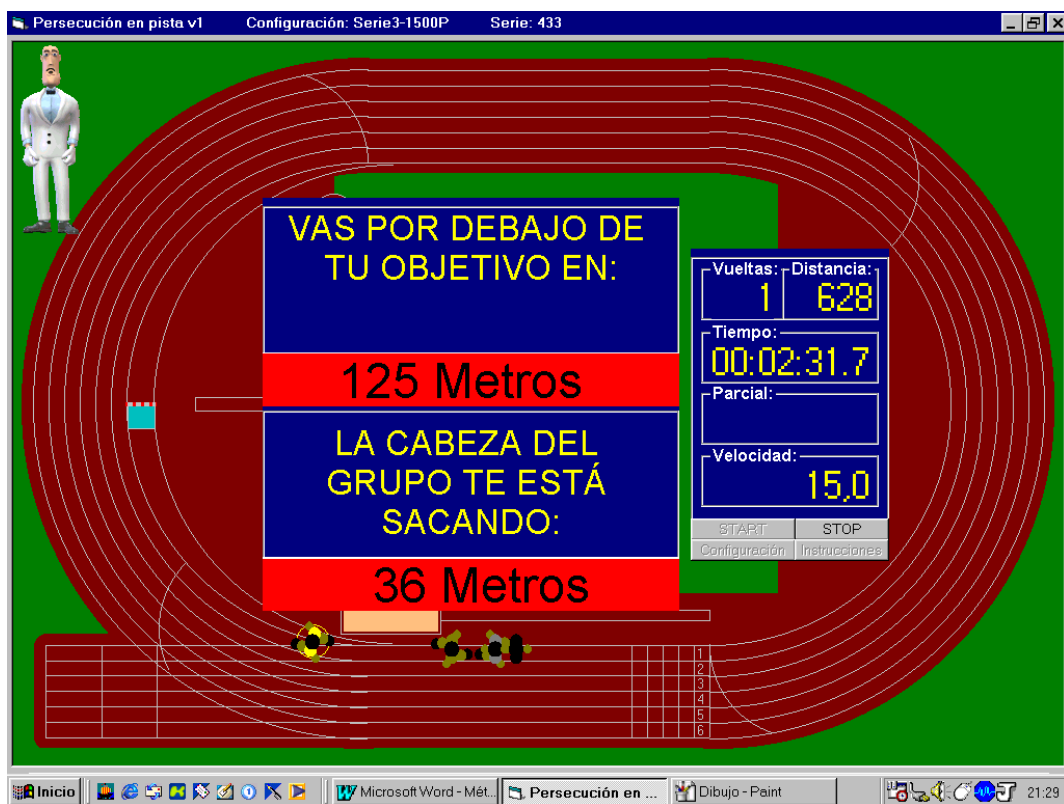 Persecución en pista v1 Configuración: Serie3-1500P Serie: 433
VAS POR DEBAJO DE
TU OBJETIVO EN:
125 Metros
LA CABEZA DEL
GRUPO TE ESTÁ
SACANDO:
36 Metros
Vueltas: Distancia:
1 628
Tiempo:
00:02:31.7
Parcial:
Velocidad:
15,0
START STOP
Configuración Instrucciones
1
2
3
4
5
6
Inicio Microsoft Word - Mét... Persecución en ... Dibujo - Paint 21:29